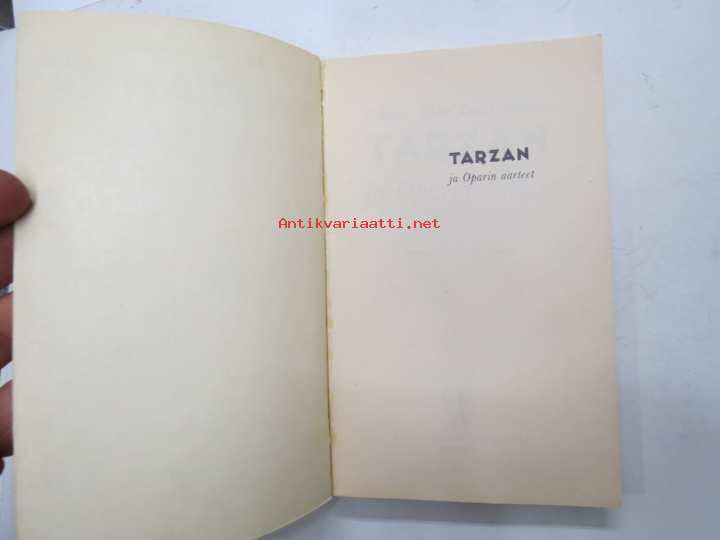 TARZAN
ja Oparin aarteet
Antikvariaatti.net